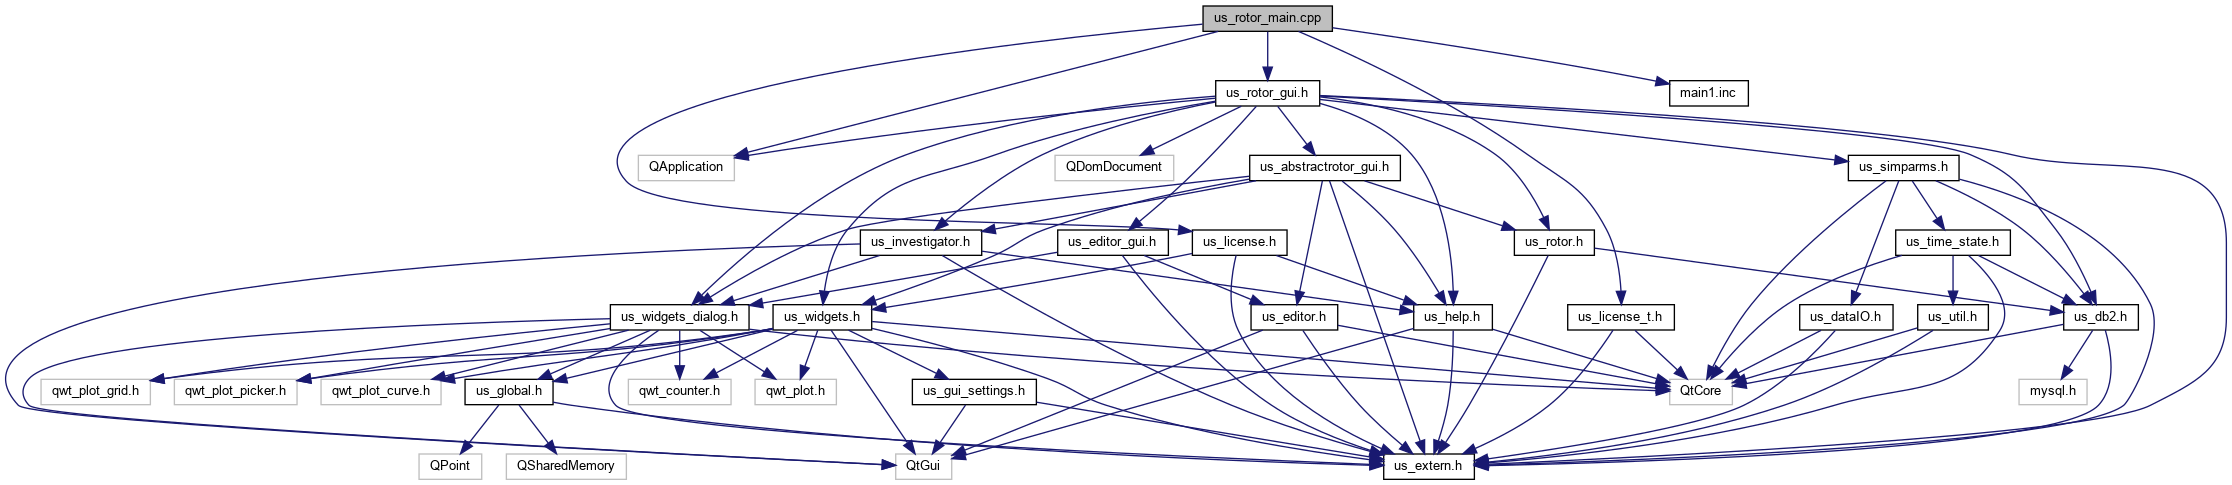 us_rotor_main.cpp
us_rotor_gui.h
main1.inc
QApplication
QDomDocument
us_abstractrotor_gui.h
us_simparms.h
us_investigator.h
us_editor_gui.h
us_license.h
us_rotor.h
us_time_state.h
us_widgets_dialog.h
us_widgets.h
us_editor.h
us_help.h
us_license_t.h
us_dataIO.h
us_util.h
us_db2.h
qwt_plot_grid.h
qwt_plot_picker.h
qwt_plot_curve.h
us_global.h
qwt_counter.h
qwt_plot.h
us_gui_settings.h
QtCore
mysql.h
QPoint
QSharedMemory
QtGui
us_extern.h